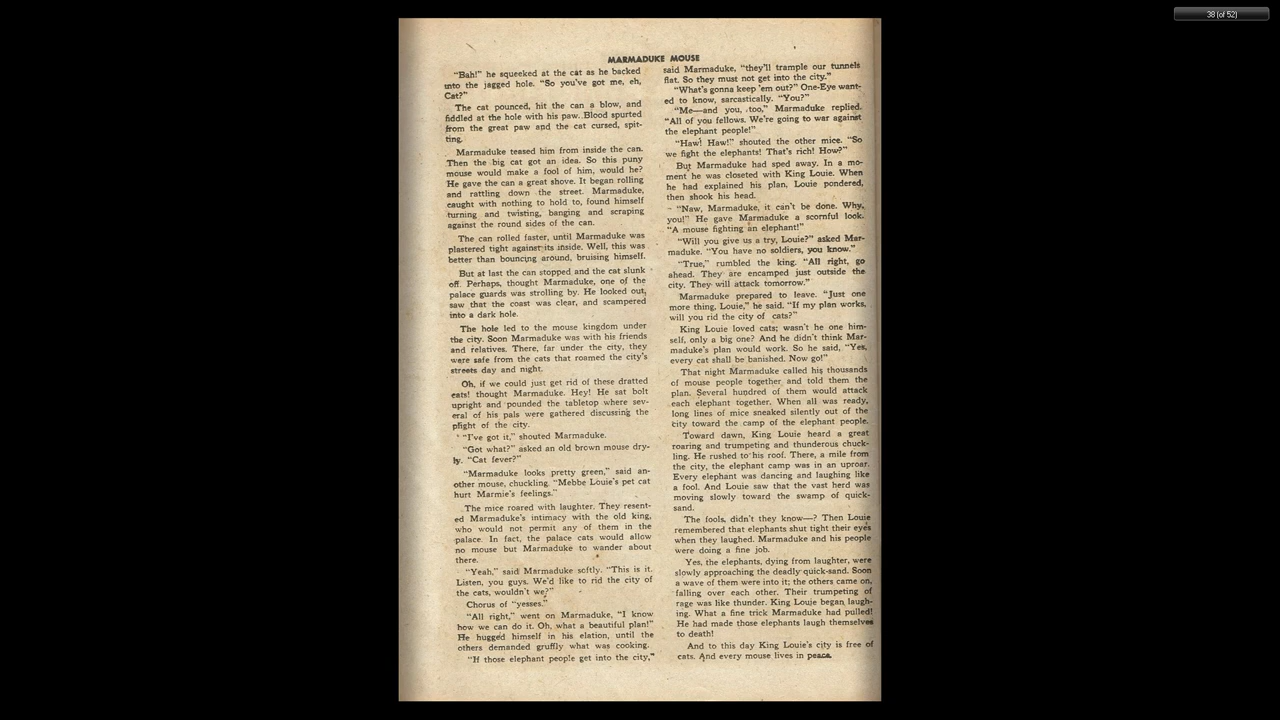 38 (of 52)
MARMADUKE MOUSE
"Bah!" he squeeked at the cat as he backed
into the jagged hole. "So you've got me, eh,
Cat?"
The cat pounced, hit the can a blow, and
fiddled at the hole with his paw. Blood spurted
from the great paw and the cat cursed, spit-
ting.
Marmaduke teased him from inside the can.
Then the big cat got an idea. So this puny
mouse would make a fool of him, would he?
He gave the can a great shove. It began rolling
and rattling down the street. Marmaduke,
caught with nothing to hold to, found himself
turning and twisting, banging and scraping
against the round sides of the can.
The can rolled faster, until Marmaduke was
plastered tight against its inside. Well, this was
better than bouncing around, bruising himself.
But at last the can stopped and the cat slunk
off. Perhaps, thought Marmaduke, one of the
palace guards was strolling by. He looked out,
saw that the coast was clear, and scampered
into a dark hole.
The hole led to the mouse kingdom under
the city. Soon Marmaduke was with his friends
and relatives. There, far under the city, they
were safe from the cats that roamed the city's
streets day and night.
Oh, if we could just get rid of these dratted
cats! thought Marmaduke. Hey! He sat bolt
upright and pounded the tabletop where sev-
eral of his pals were gathered discussing the
plight of the city.
"I've got it," shouted Marmaduke.
"Got what?" asked an old brown mouse dry-
ly. "Cat fever?"
"Marmaduke looks pretty green," said an-
other mouse, chuckling. "Mebbe Louie's pet cat
hurt Marmie's feelings."
The mice roared with laughter. They resent-
ed Marmaduke's intimacy with the old king,
who would not permit any of them in the
palace. In fact, the palace cats would allow
no mouse but Marmaduke to wander about
there.
"Yeah," said Marmaduke softly. "This is it.
Listen, you guys. We'd like to rid the city of
the cats, wouldn't we?"
Chorus of "yesses."
"All right," went on Marmaduke, "I know
how we can do it. Oh, what a beautiful plan!"
He hugged himself in his elation, until the
others demanded gruffly what was cooking.
"If those elephant people get into the city,"
said Marmaduke, "they'll trample our tunnels
flat. So they must not get into the city."
"What's gonna keep 'em out?" One-Eye want-
ed to know, sarcastically. "You?"
"Me—and you, too," Marmaduke replied.
"All of you fellows. We're going to war against
the elephant people!"
"Haw! Haw!" shouted the other mice. "So
we fight the elephants! That's rich! How?"
But Marmaduke had sped away. In a mo-
ment he was closeted with King Louie. When
he had explained his plan, Louie pondered,
then shook his head.
"Naw, Marmaduke, it can't be done. Why,
you!" He gave Marmaduke a scornful look.
"A mouse fighting an elephant!"
"Will you give us a try, Louie?" asked Mar-
maduke. "You have no soldiers, you know."
"True," rumbled the king. "All right, go
ahead. They are encamped just outside the
city. They will attack tomorrow."
Marmaduke prepared to leave. "Just one
more thing, Louie," he said. "If my plan works,
will you rid the city of cats?"
King Louie loved cats; wasn't he one him-
self, only a big one? And he didn't think Mar-
maduke's plan would work. So he said, "Yes,
every cat shall be banished. Now go!"
That night Marmaduke called his thousands
of mouse people together and told them the
plan. Several hundred of them would attack
each elephant together. When all was ready,
long lines of mice sneaked silently out of the
city toward the camp of the elephant people.
Toward dawn, King Louie heard a great
roaring and trumpeting and thunderous chuck-
ling. He rushed to his roof. There, a mile from
the city, the elephant camp was in an uproar.
Every elephant was dancing and laughing like
a fool. And Louie saw that the vast herd was
moving slowly toward the swamp of quick-
sand.
The fools, didn't they know—? Then Louie
remembered that elephants shut tight their eyes
when they laughed. Marmaduke and his people
were doing a fine job.
Yes, the elephants, dying from laughter, were
slowly approaching the deadly quick-sand. Soon
a wave of them were into it; the others came on,
falling over each other. Their trumpeting of
rage was like thunder. King Louie began laugh-
ing. What a fine trick Marmaduke had pulled!
He had made those elephants laugh themselves
to death!
And to this day King Louie's city is free of
cats. And every mouse lives in peace.